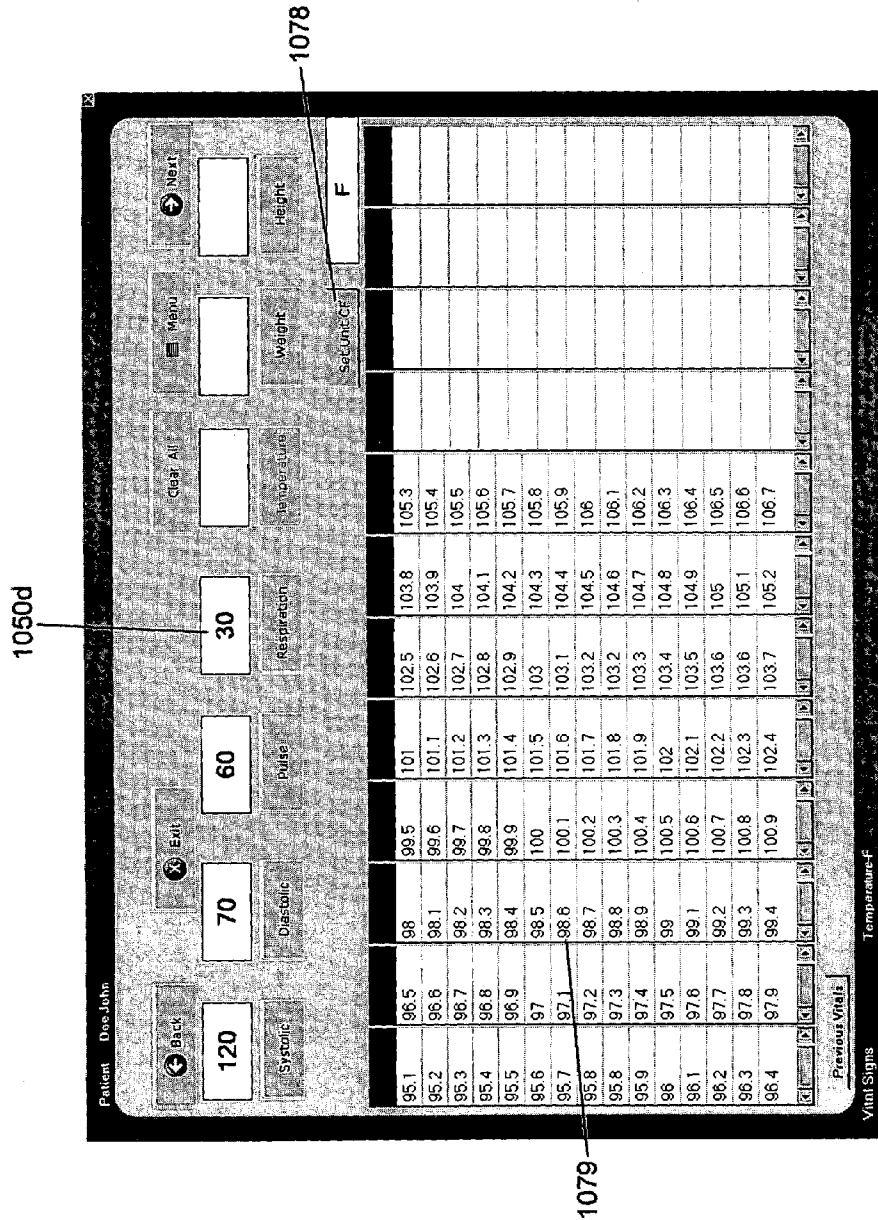 1050d
1078
Patient Doe John
Back Exit Clear All Menu Next
120 70 60 30
Systolic Diastolic Pulse Respiration Temperature Weight Height
Set Unit CF F
95.1 96.5 98 99.5 101 102.5 103.8 105.3
95.2 96.6 98.1 99.6 101.1 102.6 103.9 105.4
95.3 96.7 98.2 99.7 101.2 102.7 104 105.5
95.4 96.8 98.3 99.8 101.3 102.8 104.1 105.6
95.5 96.9 98.4 99.9 101.4 102.9 104.2 105.7
95.6 97 98.5 100 101.5 103 104.3 105.8
95.7 97.1 98.6 100.1 101.6 103.1 104.4 105.9
95.8 97.2 98.7 100.2 101.7 103.2 104.5 106
95.8 97.3 98.8 100.3 101.8 103.2 104.6 106.1
95.9 97.4 98.9 100.4 101.9 103.3 104.7 106.2
96 97.5 99 100.5 102 103.4 104.8 106.3
96.1 97.6 99.1 100.6 102.1 103.5 104.9 106.4
96.2 97.7 99.2 100.7 102.2 103.6 105 106.5
96.3 97.8 99.3 100.8 102.3 103.6 105.1 106.6
96.4 97.9 99.4 100.9 102.4 103.7 105.2 106.7
Previous Vitals
Vital Signs Temperature-F
1079